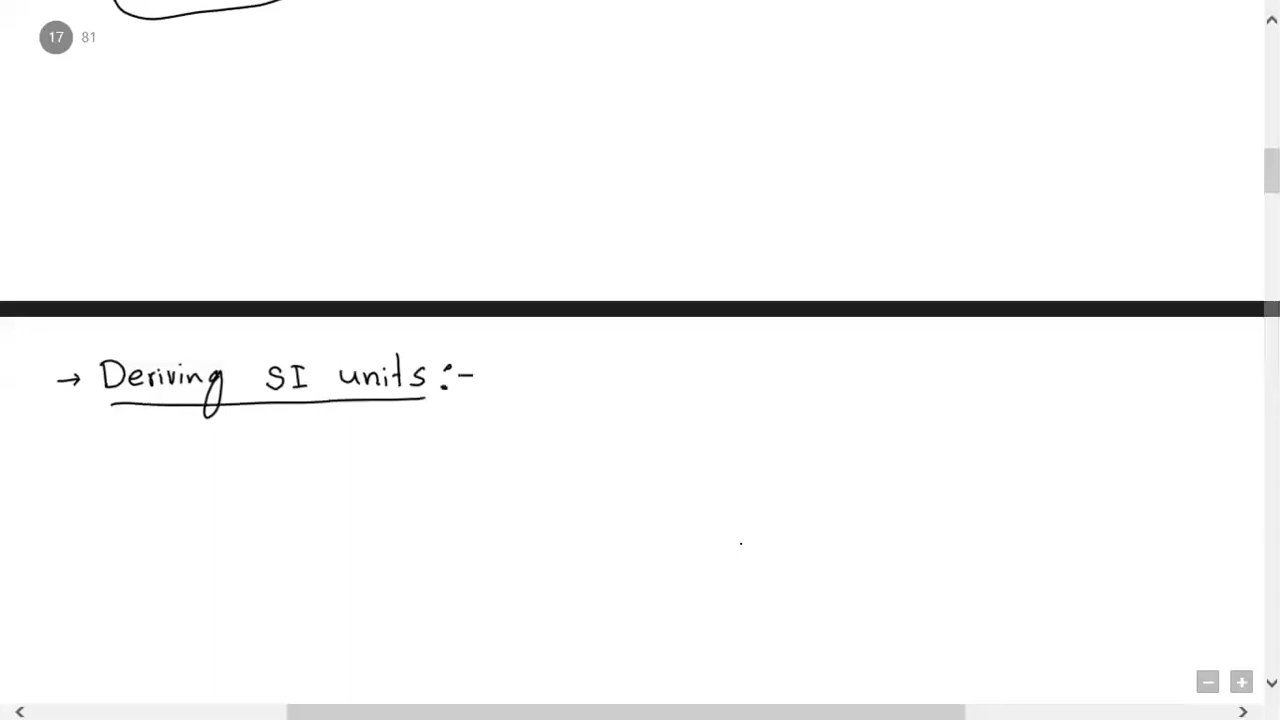 17 81
→ Deriving SI units :-